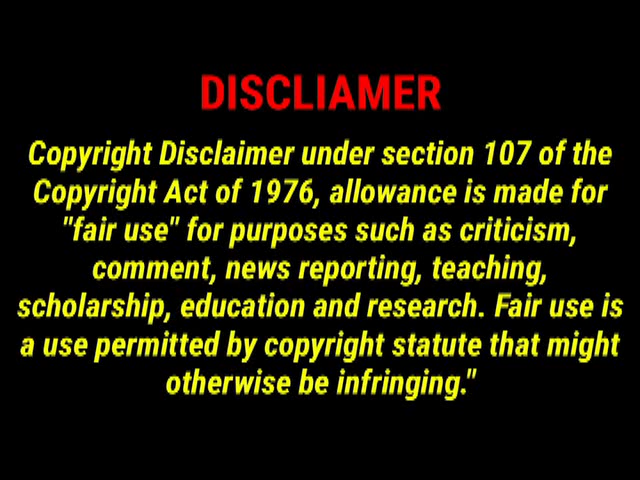 DISCLIAMER
Copyright Disclaimer under section 107 of the
Copyright Act of 1976, allowance is made for
"fair use" for purposes such as criticism,
comment, news reporting, teaching,
scholarship, education and research. Fair use is
a use permitted by copyright statute that might
otherwise be infringing."